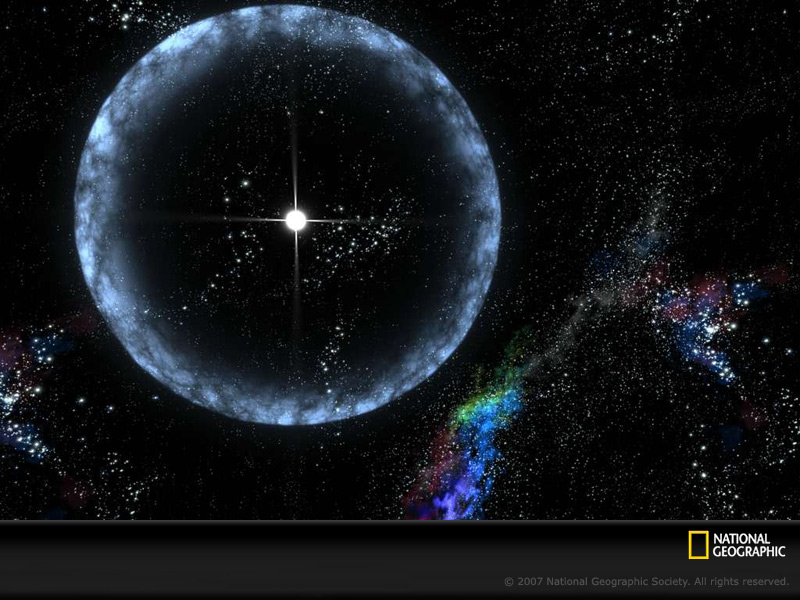 NATIONAL
GEOGRAPHIC
© 2007 National Geographic Society. All rights reserved.